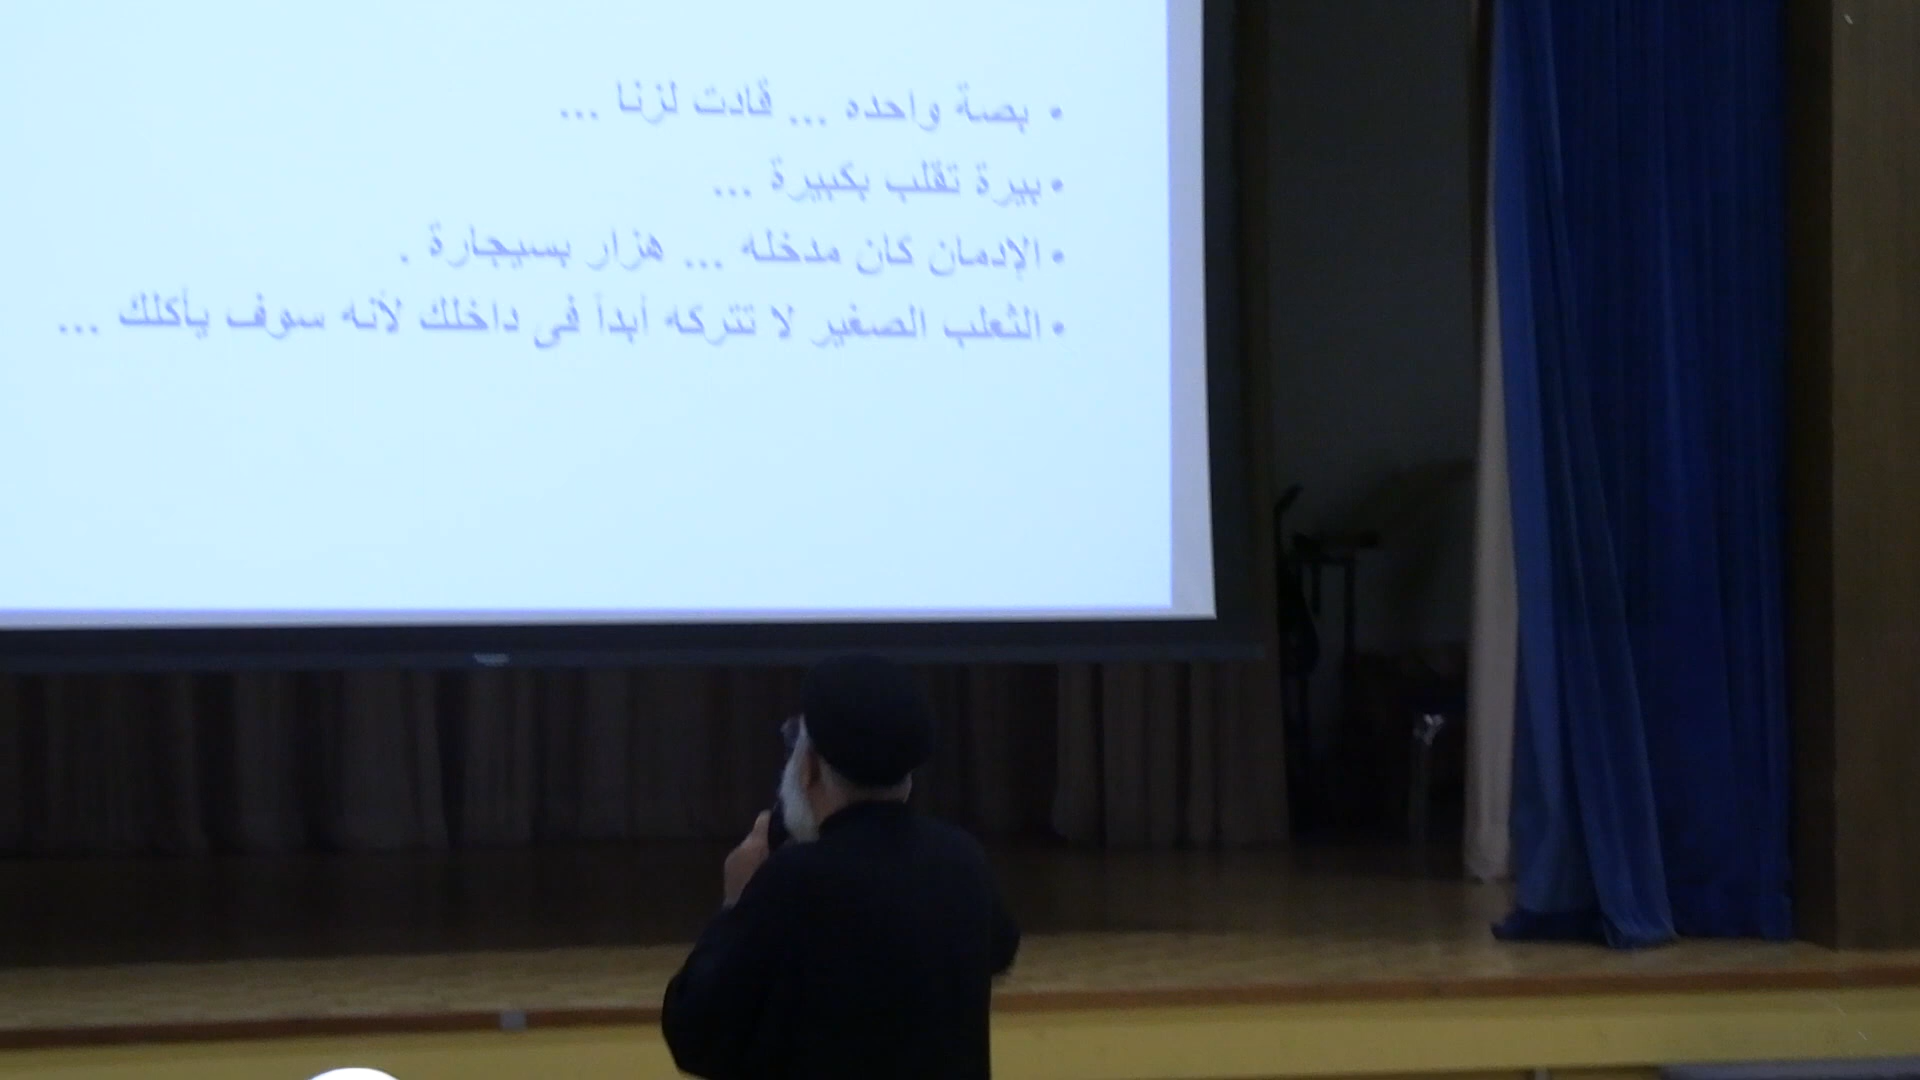 • بصة واحده ... قادت لزنا ...
• بيرة تقلب بكبيرة ...
• الإدمان كان مدخله ... هزار بسيجارة .
• الثعلب الصغير لا تتركه أبداً فى داخلك لأنه سوف يأكلك ...